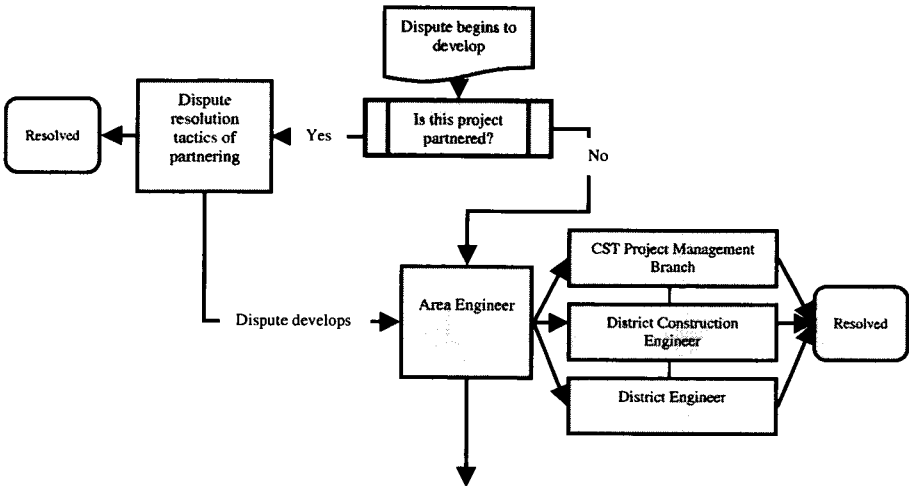 Dispute begins to
develop
Is this project
partnered?
Yes
No
Dispute
resolution
tactics of
partnering
Resolved
Dispute develops
Area Engineer
CST Project Management
Branch
District Construction
Engineer
District Engineer
Resolved